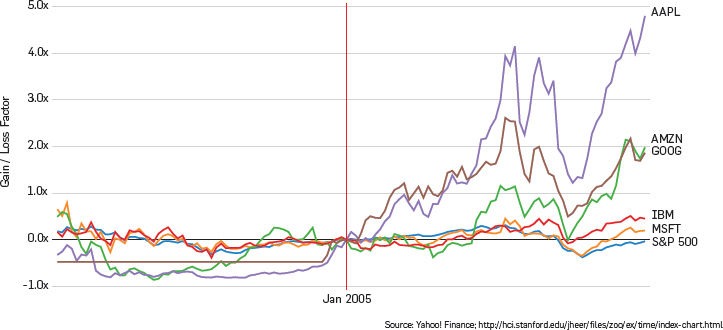 5.0x
AAPL
4.0x
3.0x
Gain / Loss Factor
2.0x
AMZN
GOOG
1.0x
IBM
MSFT
0.0x
S&P 500
-1.0x
Jan 2005
Source: Yahoo! Finance; http://hci.stanford.edu/jheer/files/zoo/ex/time/index-chart.html